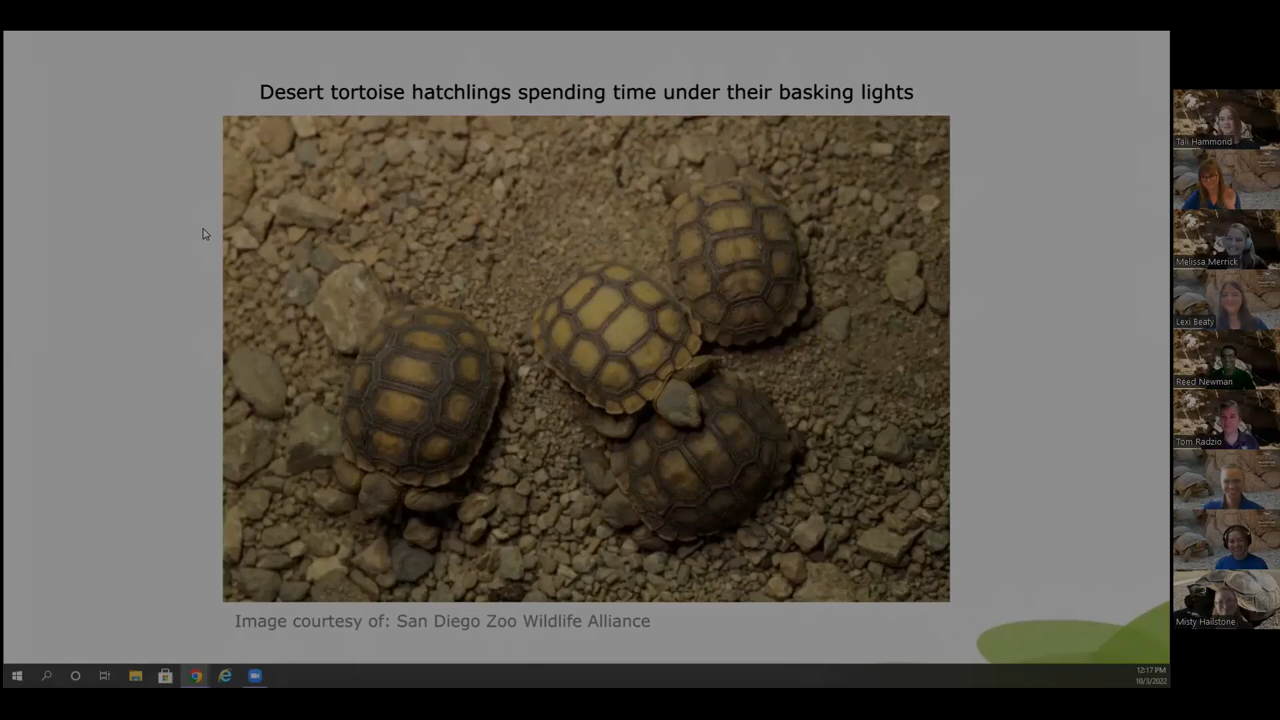 Desert tortoise hatchlings spending time under their basking lights
Image courtesy of: San Diego Zoo Wildlife Alliance
Tali Hammond
Melissa Merrick
Lexi Beaty
Reed Newman
Tom Radzio
Misty Hailstone
12:17 PM
10/3/2022